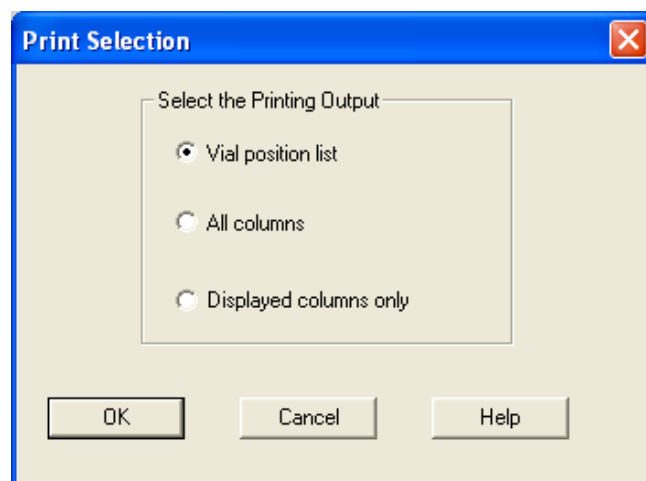 Print Selection
Select the Printing Output
Vial position list
All columns
Displayed columns only
OK Cancel Help